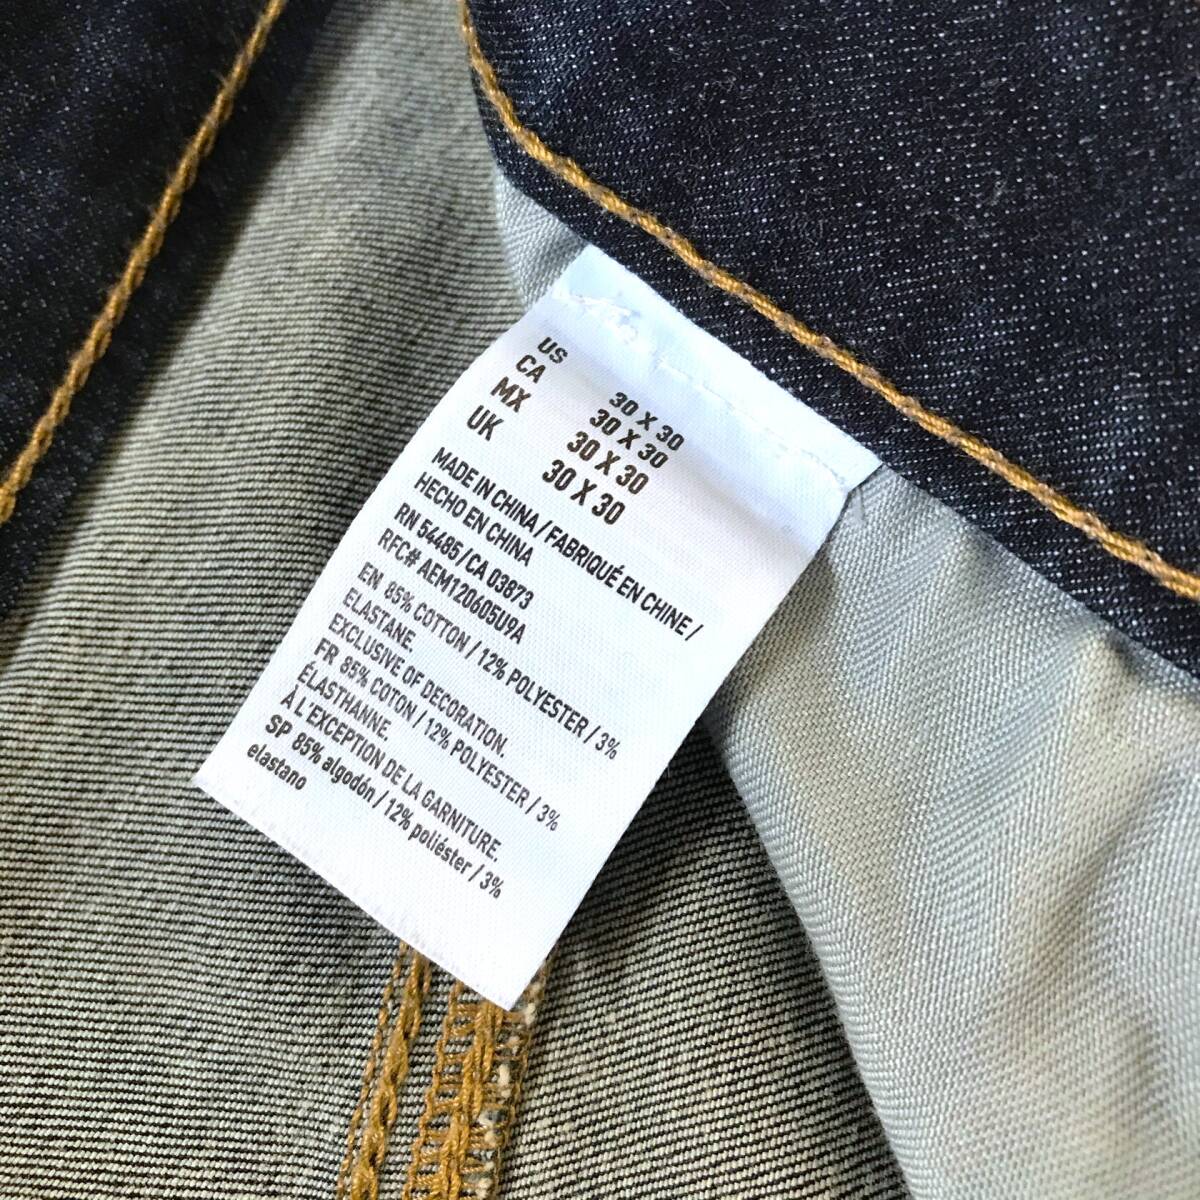 US 30 X 30
CA 30 X 30
MX 30 X 30
UK 30 X 30
MADE IN CHINA / FABRIQUÉ EN CHINE /
HECHO EN CHINA
RN 54485 / CA 03873
RFC# AEM120605U9A
EN 85% COTTON / 12% POLYESTER / 3%
ELASTANE.
EXCLUSIVE OF DECORATION.
FR 85% COTON / 12% POLYESTER / 3%
ÉLASTHANNE.
À L'EXCEPTION DE LA GARNITURE.
SP 85% algodón / 12% poliéster / 3%
elastano